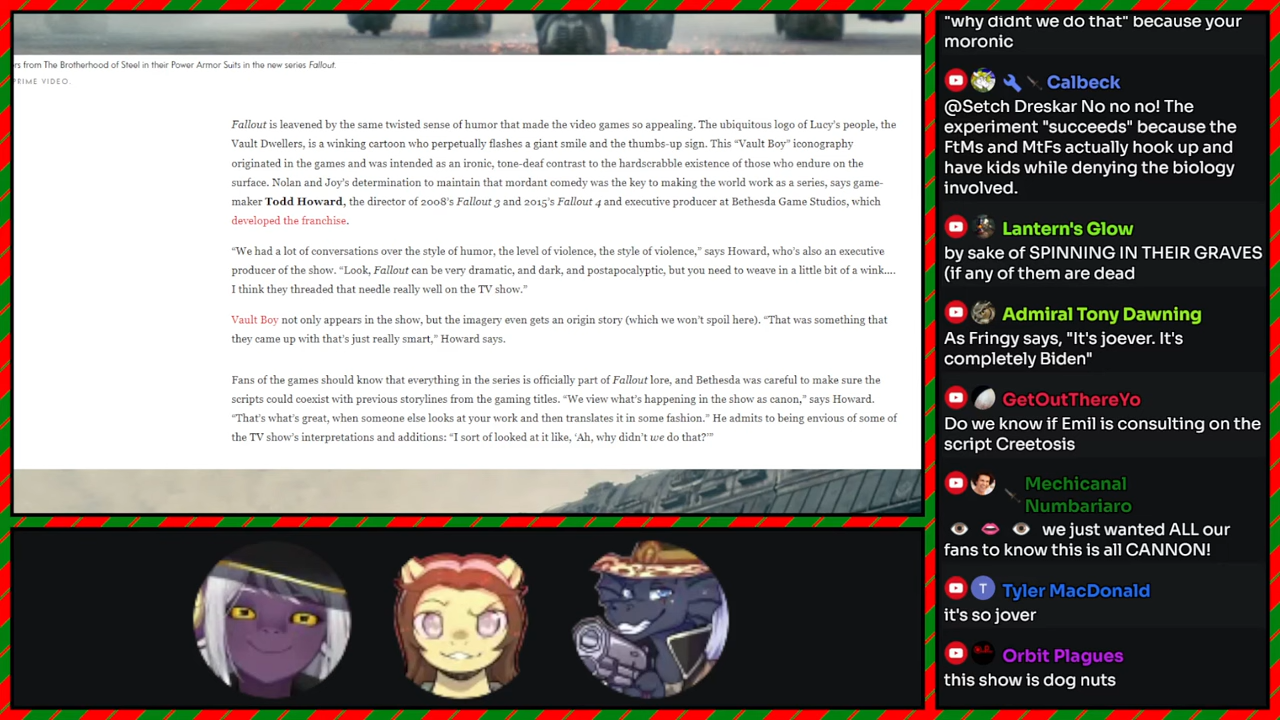 rs from The Brotherhood of Steel in their Power Armor Suits in the new series Fallout.
PRIME VIDEO.
Fallout is leavened by the same twisted sense of humor that made the video games so appealing. The ubiquitous logo of Lucy's people, the
Vault Dwellers, is a winking cartoon who perpetually flashes a giant smile and the thumbs-up sign. This “Vault Boy” iconography
originated in the games and was intended as an ironic, tone-deaf contrast to the hardscrabble existence of those who endure on the
surface. Nolan and Joy's determination to maintain that mordant comedy was the key to making the world work as a series, says game-
maker Todd Howard, the director of 2008's Fallout 3 and 2015's Fallout 4 and executive producer at Bethesda Game Studios, which
developed the franchise.
“We had a lot of conversations over the style of humor, the level of violence, the style of violence,” says Howard, who's also an executive
producer of the show. “Look, Fallout can be very dramatic, and dark, and postapocalyptic, but you need to weave in a little bit of a wink....
I think they threaded that needle really well on the TV show.”
Vault Boy not only appears in the show, but the imagery even gets an origin story (which we won't spoil here). “That was something that
they came up with that's just really smart,” Howard says.
Fans of the games should know that everything in the series is officially part of Fallout lore, and Bethesda was careful to make sure the
scripts could coexist with previous storylines from the gaming titles. “We view what's happening in the show as canon,” says Howard.
“That's what's great, when someone else looks at your work and then translates it in some fashion.” He admits to being envious of some of
the TV show's interpretations and additions: “I sort of looked at it like, ‘Ah, why didn't we do that?’”
"why didnt we do that" because your
moronic
Calbeck
@Setch Dreskar No no no! The
experiment "succeeds" because the
FtMs and MtFs actually hook up and
have kids while denying the biology
involved.
Lantern's Glow
by sake of SPINNING IN THEIR GRAVES
(if any of them are dead
Admiral Tony Dawning
As Fringy says, "It's joever. It's
completely Biden"
GetOutThereYo
Do we know if Emil is consulting on the
script Creetosis
Mechicanal
Numbariaro
👁️ 👄 👁️ we just wanted ALL our
fans to know this is all CANNON!
T
Tyler MacDonald
it's so jover
Orbit Plagues
this show is dog nuts